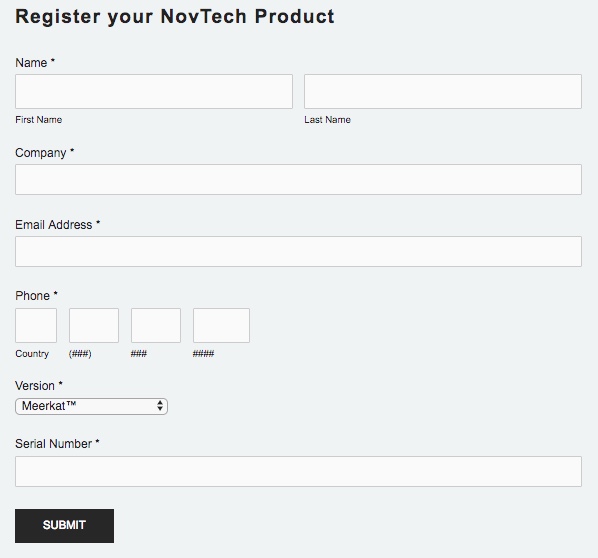 Register your NovTech Product
Name *
First Name Last Name
Company *
Email Address *
Phone *
Country (###) ### ####
Version *
Meerkat™
Serial Number *
SUBMIT